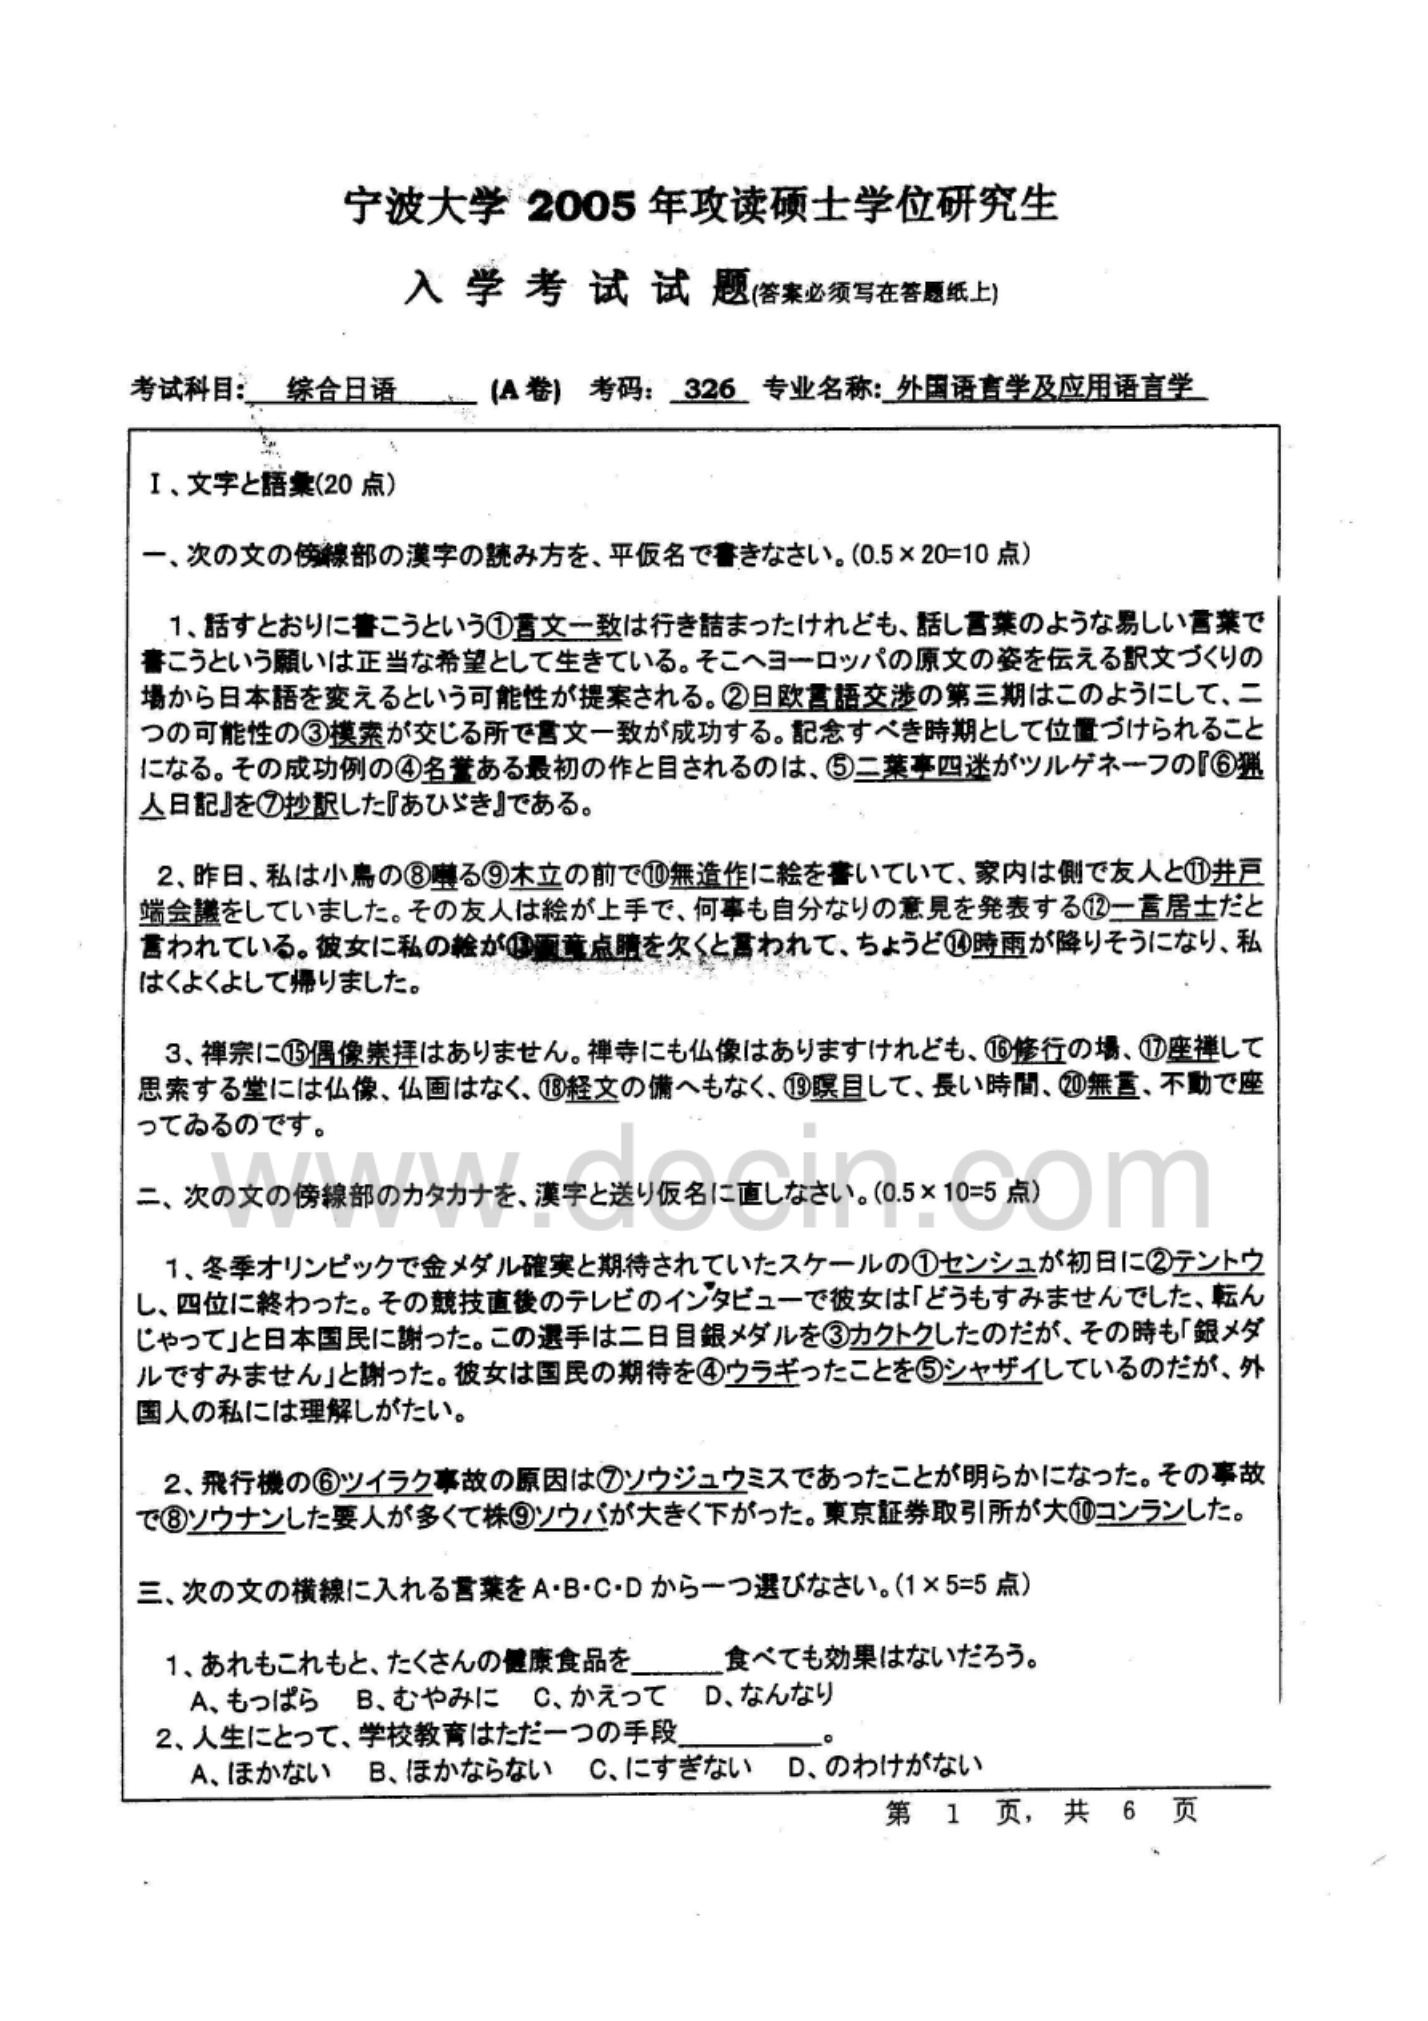 宁波大学 2005 年攻读硕士学位研究生
入 学 考 试 试 题(答案必须写在答题纸上)
考试科目: 综合日语 (A 卷) 考码: 326 专业名称: 外国语言学及应用语言学
Ⅰ、文字と語彙(20 点)
一、次の文の傍線部の漢字の読み方を、平仮名で書きなさい。(0.5×20=10 点)
1、話すとおりに書こうという①言文一致は行き詰まったけれども、話し言葉のような易しい言葉で
書こうという願いは正当な希望として生きている。そこへヨーロッパの原文の姿を伝える訳文づくりの
場から日本語を変えるという可能性が提案される。②日欧言語交渉の第三期はこのようにして、二
つの可能性の③模索が交じる所で言文一致が成功する。記念すべき時期として位置づけられること
になる。その成功例の④名誉ある最初の作と目されるのは、⑤二葉亭四迷がツルゲネーフの『⑥猟
人日記』を⑦抄訳した『あひゞき』である。
2、昨日、私は小鳥の⑧囀る⑨木立の前で⑩無造作に絵を書いていて、家内は側で友人と⑪井戸
端会議をしていました。その友人は絵が上手で、何事も自分なりの意見を発表する⑫一言居士だと
言われている。彼女に私の絵が⑬画竜点睛を欠くと言われて、ちょうど⑭時雨が降りそうになり、私
はくよくよして帰りました。
3、禅宗に⑮偶像崇拝はありません。禅寺にも仏像はありますけれども、⑯修行の場、⑰座禅して
思索する堂には仏像、仏画はなく、⑱経文の備へもなく、⑲瞑目して、長い時間、⑳無言、不動で座
ってゐるのです。
www.docin.com
二、次の文の傍線部のカタカナを、漢字と送り仮名に直しなさい。(0.5×10=5 点)
1、冬季オリンピックで金メダル確実と期待されていたスケールの①センシュが初日に②テントウ
し、四位に終わった。その競技直後のテレビのインタビューで彼女は「どうもすみませんでした、転ん
じゃって」と日本国民に謝った。この選手は二日目銀メダルを③カクトクしたのだが、その時も「銀メダ
ルですみません」と謝った。彼女は国民の期待を④ウラギったことを⑤シャザイしているのだが、外
国人の私には理解しがたい。
2、飛行機の⑥ツイラク事故の原因は⑦ソウジュウミスであったことが明らかになった。その事故
で⑧ソウナンした要人が多くて株⑨ソウバが大きく下がった。東京証券取引所が大⑩コンランした。
三、次の文の横線に入れる言葉を A・B・C・D から一つ選びなさい。(1×5=5 点)
1、あれもこれもと、たくさんの健康食品を______食べても効果はないだろう。
A、もっぱら B、むやみに C、かえって D、なんなり
2、人生にとって、学校教育はただ一つの手段__________。
A、ほかない B、ほかならない C、にすぎない D、のわけがない
第 1 页, 共 6 页